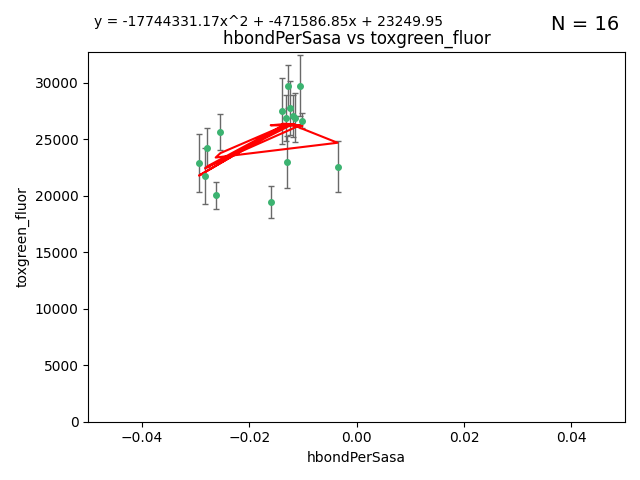 y = -17744331.17x^2 + -471586.85x + 23249.95
N = 16
hbondPerSasa vs toxgreen_fluor
toxgreen_fluor
30000
25000
20000
15000
10000
5000
0
−0.04
−0.02
0.00
0.02
0.04
hbondPerSasa